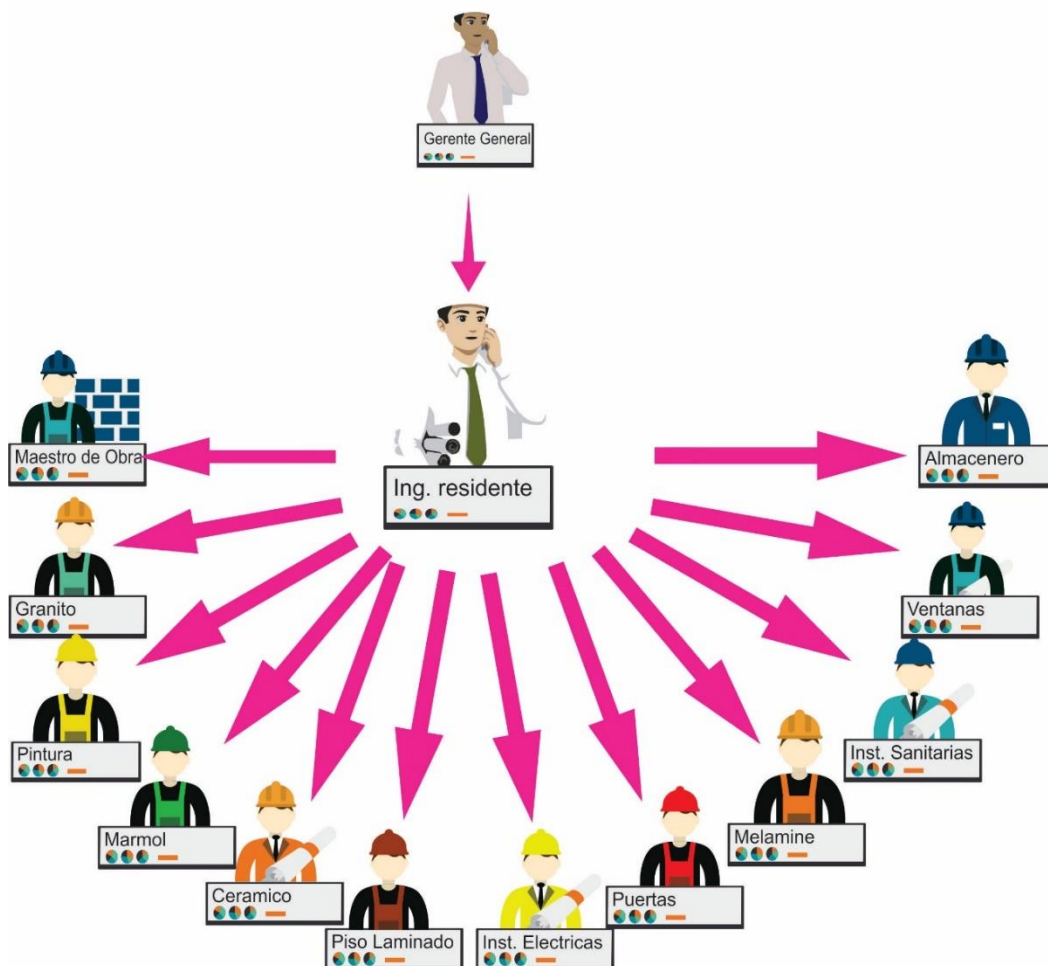 Gerente General
Ing. residente
Maestro de Obra
Almacenero
Granito
Ventanas
Pintura
Inst. Sanitarias
Marmol
Melamine
Ceramico
Puertas
Piso Laminado
Inst. Electricas